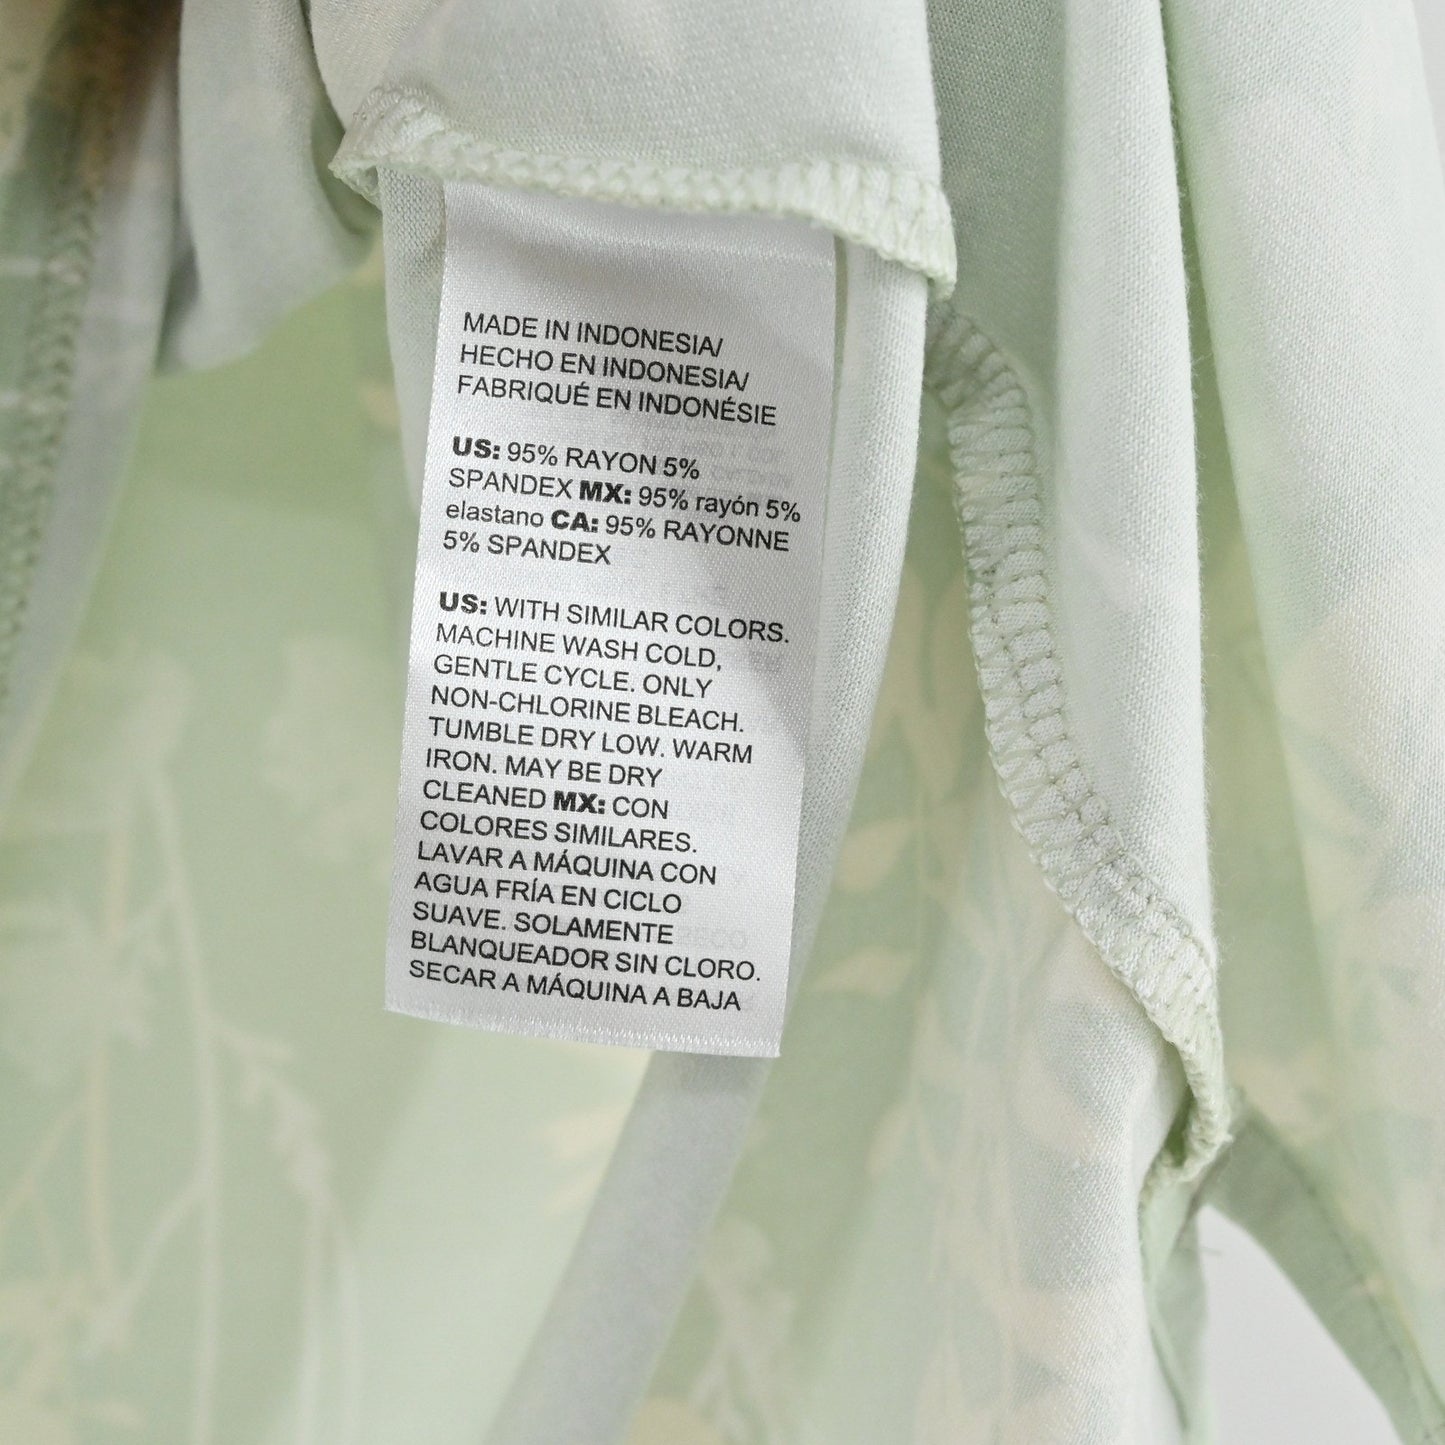 MADE IN INDONESIA/
HECHO EN INDONESIA/
FABRIQUÉ EN INDONÉSIE
US: 95% RAYON 5%
SPANDEX MX: 95% rayón 5%
elastano CA: 95% RAYONNE
5% SPANDEX
US: WITH SIMILAR COLORS.
MACHINE WASH COLD,
GENTLE CYCLE. ONLY
NON-CHLORINE BLEACH.
TUMBLE DRY LOW. WARM
IRON. MAY BE DRY
CLEANED MX: CON
COLORES SIMILARES.
LAVAR A MÁQUINA CON
AGUA FRÍA EN CICLO
SUAVE. SOLAMENTE
BLANQUEADOR SIN CLORO.
SECAR A MÁQUINA A BAJA